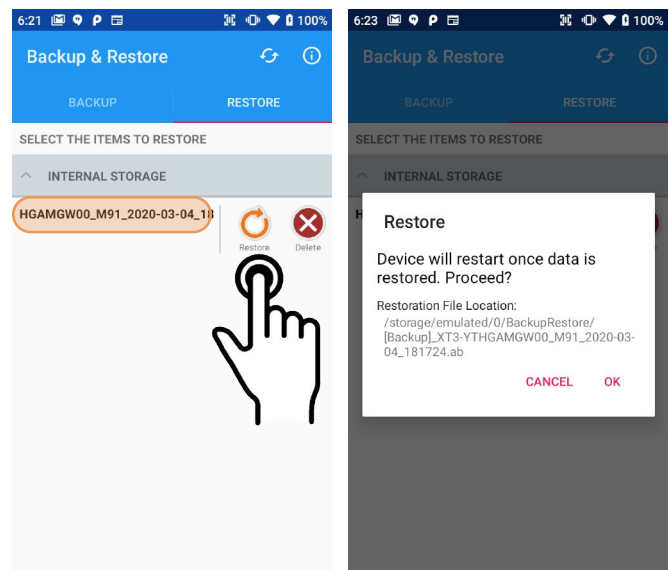 6:21 100%
Backup & Restore
BACKUP RESTORE
SELECT THE ITEMS TO RESTORE
INTERNAL STORAGE
HGAMGW00_M91_2020-03-04_18
Restore Delete
6:23 100%
Backup & Restore
BACKUP RESTORE
SELECT THE ITEMS TO RESTORE
INTERNAL STORAGE
H
Restore
Device will restart once data is
restored. Proceed?
Restoration File Location:
/storage/emulated/0/BackupRestore/
[Backup]_XT3-YTHGAMGW00_M91_2020-03-
04_181724.ab
CANCEL OK